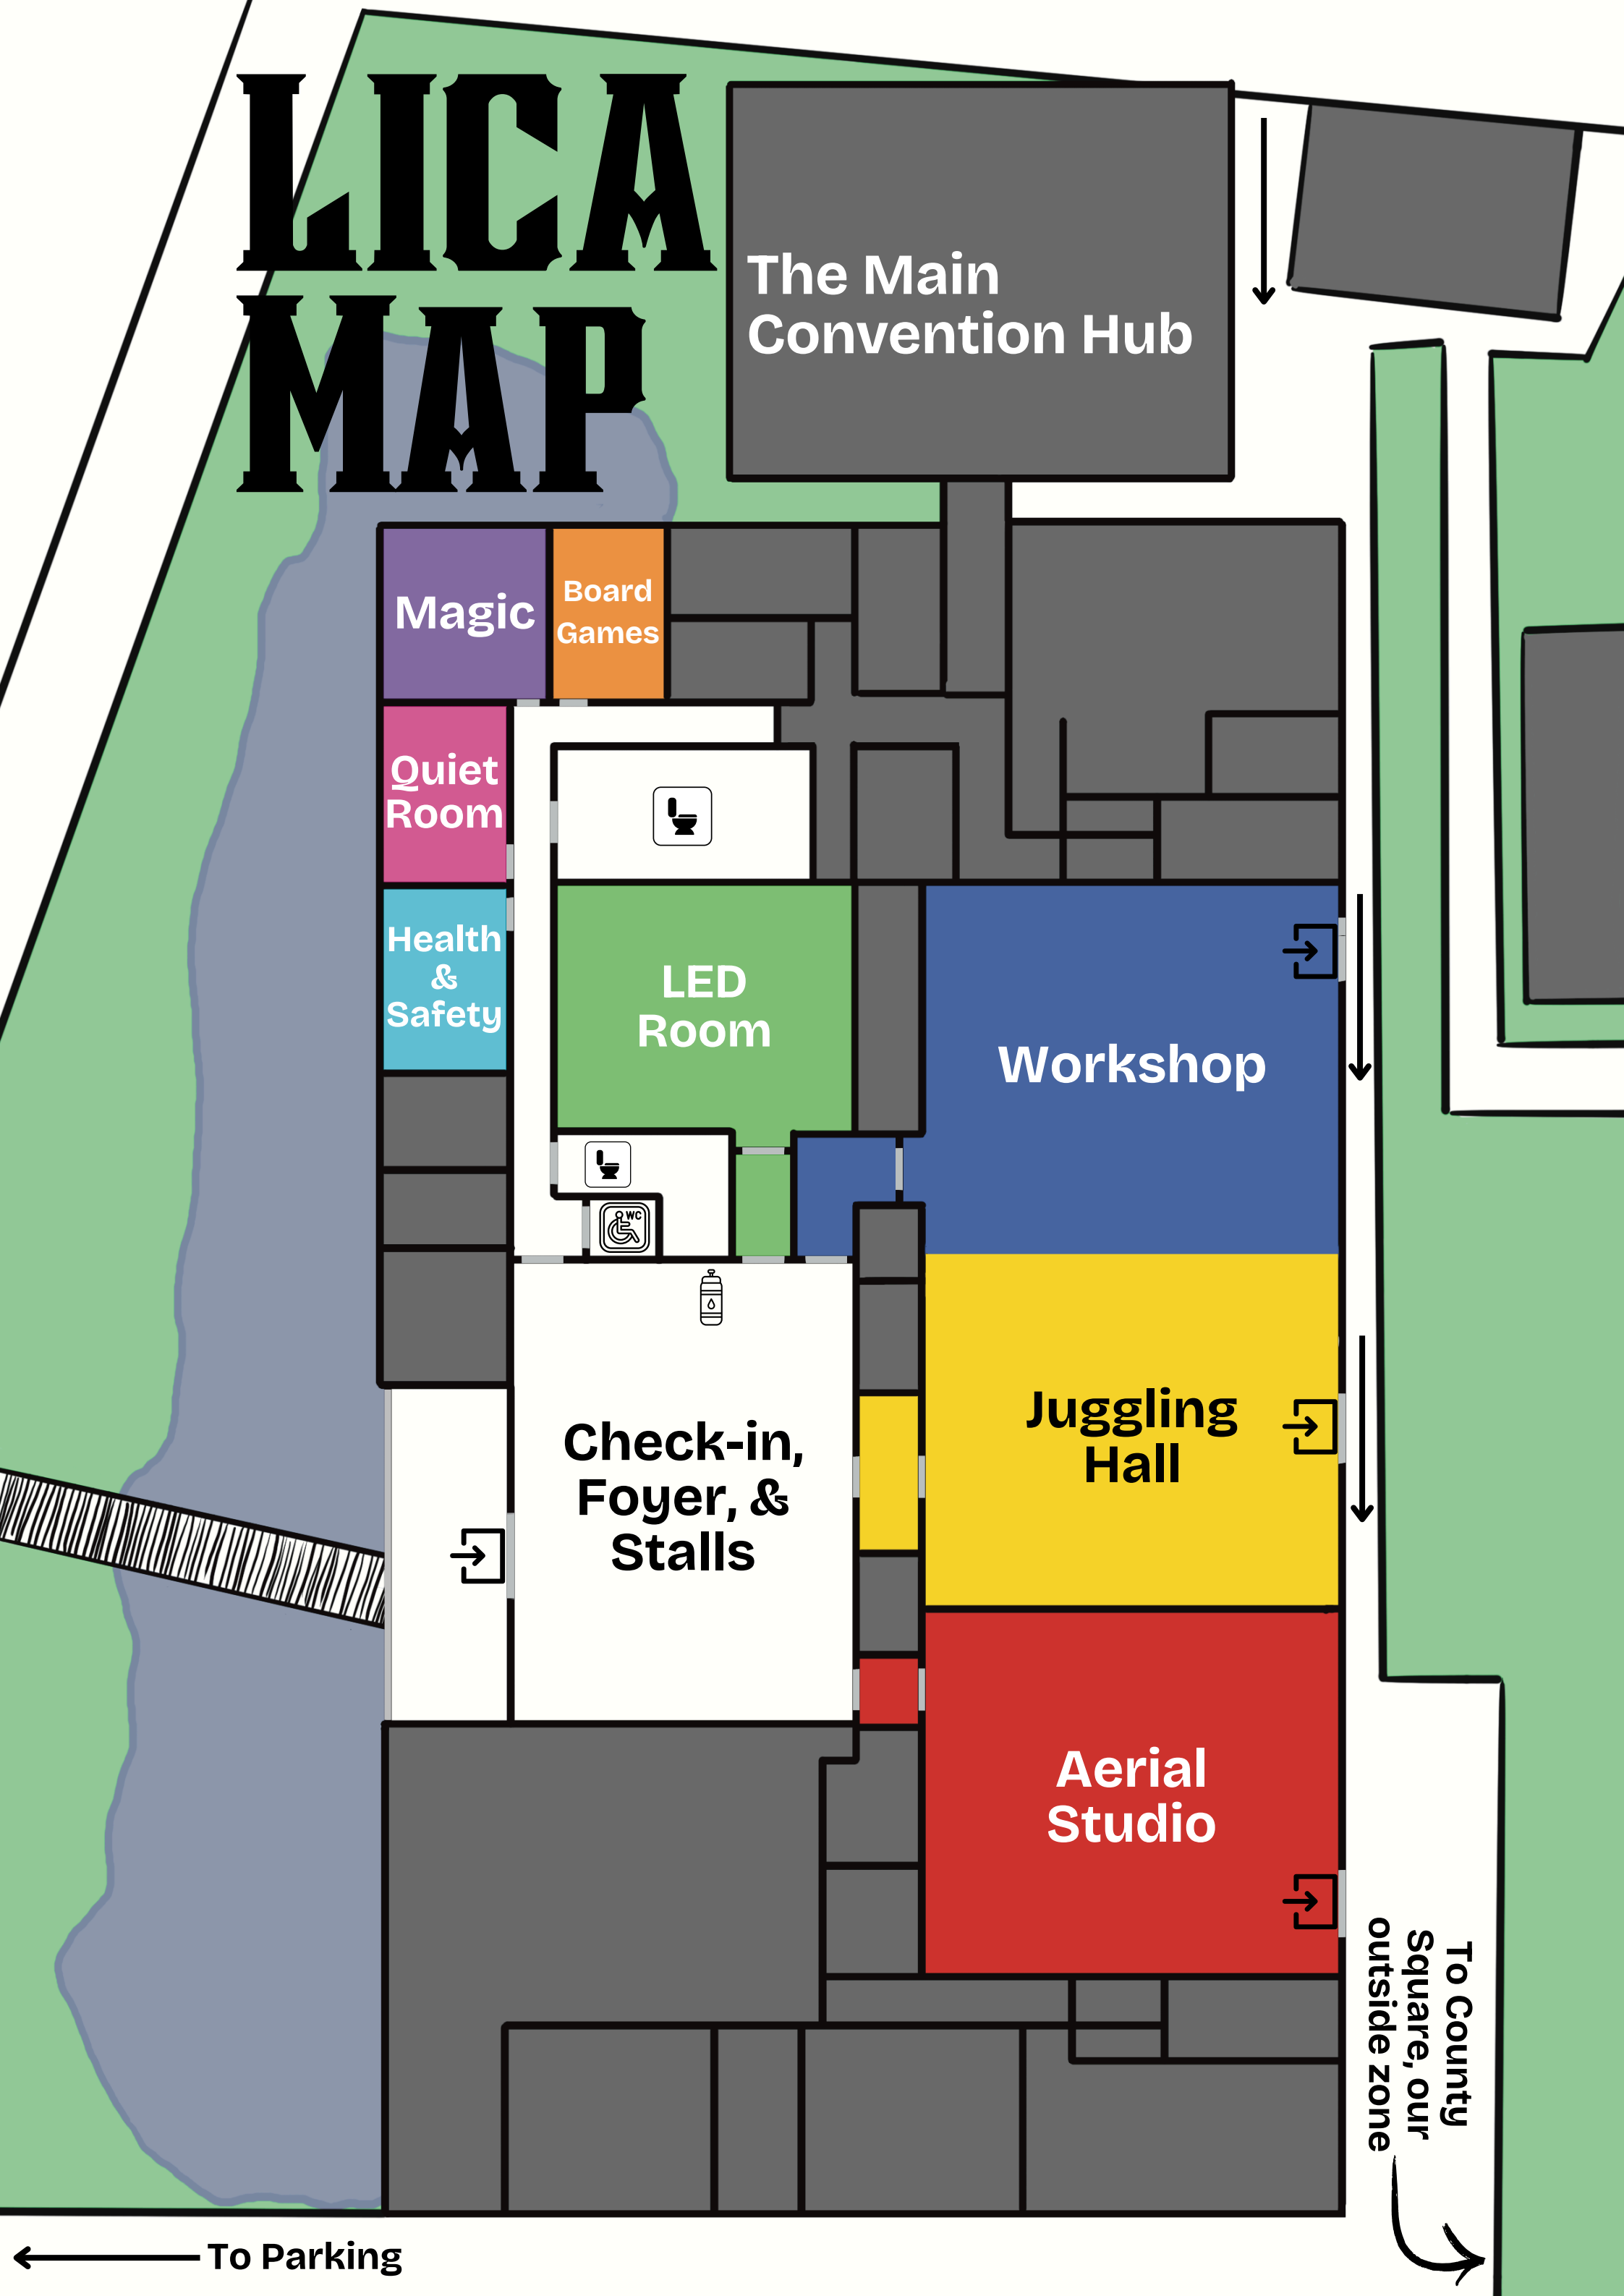 LICA
MAP
The Main
Convention Hub
Magic
Board
Games
Quiet
Room
Health
&
Safety
LED
Room
Workshop
WC
Juggling
Hall
Check-in,
Foyer, &
Stalls
Aerial
Studio
To County
Square, our
outside zone
To Parking